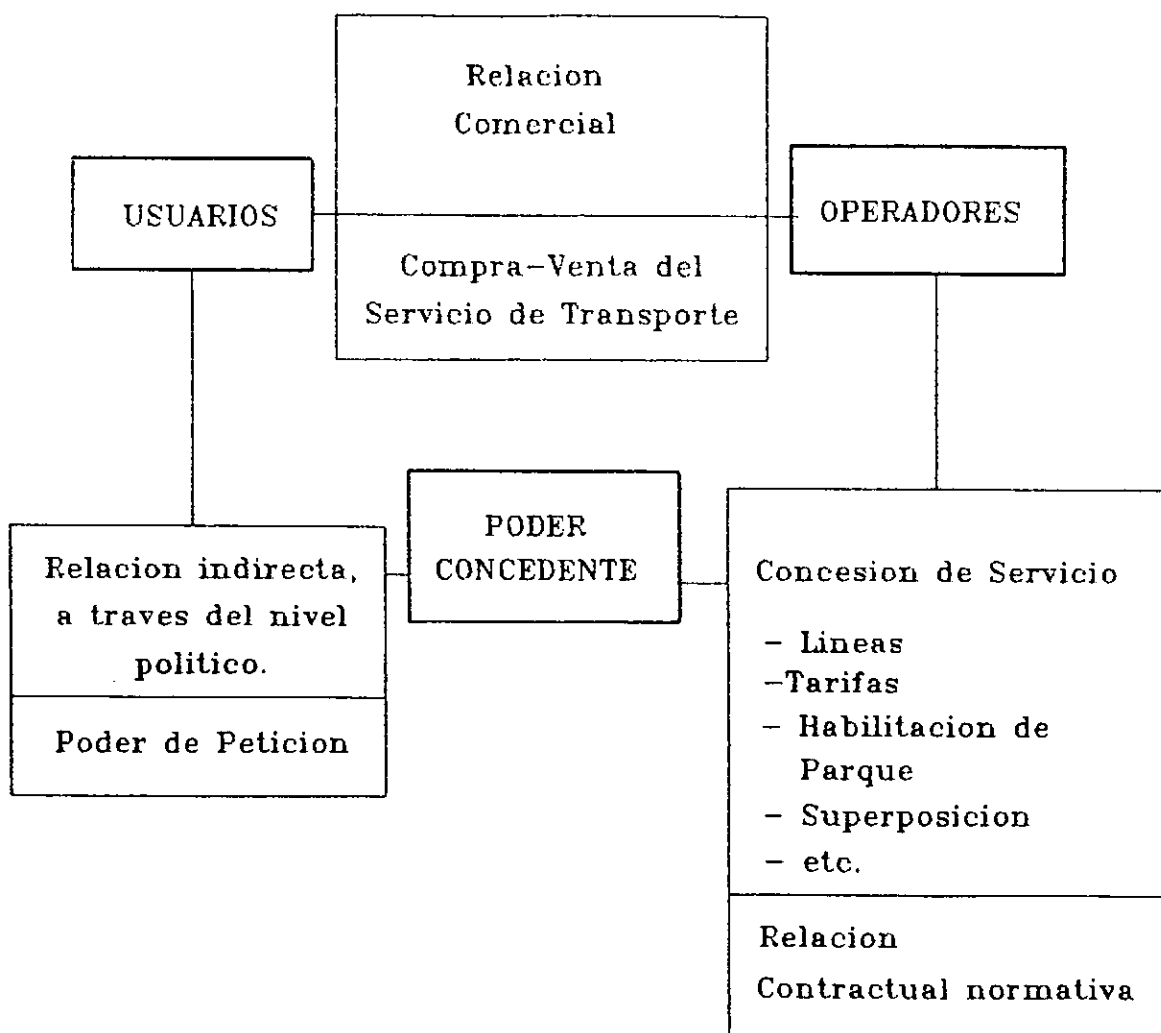 Relacion
Comercial
USUARIOS
OPERADORES
Compra-Venta del
Servicio de Transporte
PODER
CONCEDENTE
Relacion indirecta,
a traves del nivel
politico.
Poder de Peticion
Concesion de Servicio
- Lineas
-Tarifas
- Habilitacion de
Parque
- Superposicion
- etc.
Relacion
Contractual normativa